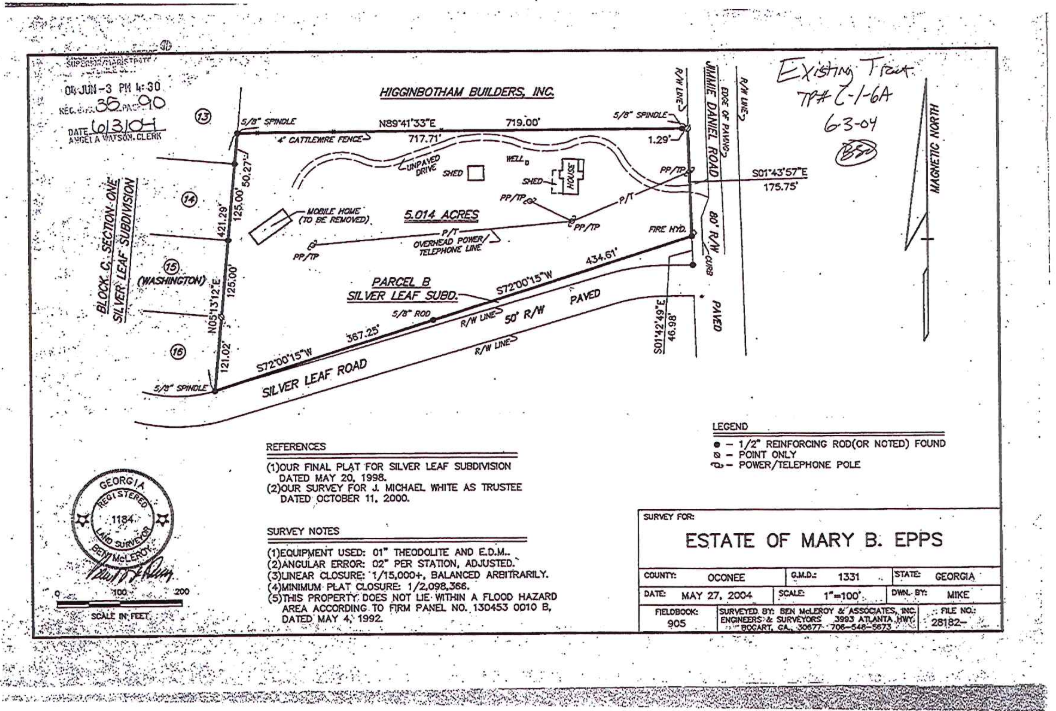 04 JUN-3 PM 4:30
35 90
DATE 6/3/04
ANGELA WATSON, CLERK
Existing Tract
TP# C-1-6A
6-3-04
HIGGINBOTHAM BUILDERS, INC.
5/8" SPINDLE
N89°41'33"E 719.00'
717.71'
4' CATTLEWIRE FENCE
5/8" SPINDLE
1.29'
R/W LINE
JIMMIE DANIEL ROAD
EDGE OF PAVING
R/W LINE
80' R/W
MAGNETIC NORTH
S01°43'57"E
175.75'
13
14
15
(WASHINGTON)
16
BLOCK C, SECTION-ONE
SILVER LEAF SUBDIVISION
50.27'
125.00'
421.29'
125.00'
N05°13'12"E
121.02'
UNPAVED
DRIVE
SHED
WELL
SHED
HOUSE
PP/TP
PP/TP
PP/TP
P/T
MOBILE HOME
(TO BE REMOVED)
5.014 ACRES
P/T
OVERHEAD POWER/
TELEPHONE LINE
PP/TP
FIRE HYD.
CURB
PARCEL B
SILVER LEAF SUBD.
5/8" ROD
S72°00'15"W
434.61'
R/W LINE
50' R/W
PAVED
367.25'
S72°00'15"W
SILVER LEAF ROAD
R/W LINE
5/8" SPINDLE
S01°42'49"E
46.98'
PAVED
LEGEND
– 1/2" REINFORCING ROD(OR NOTED) FOUND
– POINT ONLY
– POWER/TELEPHONE POLE
REFERENCES
(1)OUR FINAL PLAT FOR SILVER LEAF SUBDIVISION
DATED MAY 20, 1998.
(2)OUR SURVEY FOR J. MICHAEL WHITE AS TRUSTEE
DATED OCTOBER 11, 2000.
SURVEY NOTES
(1)EQUIPMENT USED: 01" THEODOLITE AND E.D.M..
(2)ANGULAR ERROR: 02" PER STATION, ADJUSTED.
(3)LINEAR CLOSURE: 1/15,000+, BALANCED ARBITRARILY.
(4)MINIMUM PLAT CLOSURE: 1/2,098,366.
(5)THIS PROPERTY DOES NOT LIE WITHIN A FLOOD HAZARD
AREA ACCORDING TO FIRM PANEL NO. 130453 0010 B,
DATED MAY 4, 1992.
GEORGIA
REGISTERED
1184
LAND SURVEYOR
BEN McLEROY
0 100 200
SCALE IN FEET
SURVEY FOR:
ESTATE OF MARY B. EPPS
COUNTY: OCONEE G.M.D.: 1331 STATE: GEORGIA
DATE: MAY 27, 2004 SCALE: 1"=100' DWN. BY: MIKE
FIELDBOOK: 905
SURVEYED BY: BEN McLEROY & ASSOCIATES, INC.
ENGINEERS & SURVEYORS 3993 ATLANTA HWY.
BOGART, GA. 30677 706-548-5673
FILE NO.: 28182-